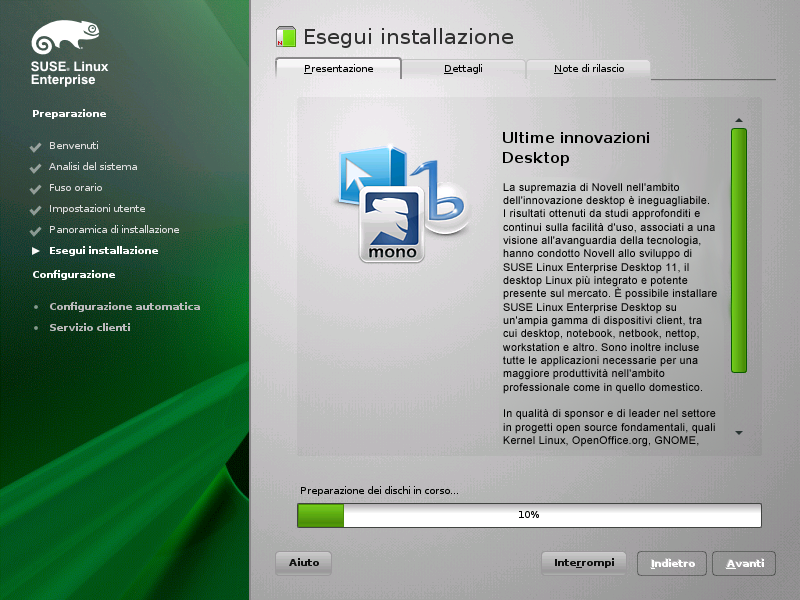 SUSE. Linux
Enterprise
Preparazione
Benvenuti
Analisi del sistema
Fuso orario
Impostazioni utente
Panoramica di installazione
Esegui installazione
Configurazione
Configurazione automatica
Servizio clienti
Esegui installazione
Presentazione
Dettagli
Note di rilascio
mono
Ultime innovazioni
Desktop
La supremazia di Novell nell'ambito
dell'innovazione desktop è ineguagliabile.
I risultati ottenuti da studi approfonditi e
continui sulla facilità d'uso, associati a una
visione all'avanguardia della tecnologia,
hanno condotto Novell allo sviluppo di
SUSE Linux Enterprise Desktop 11, il
desktop Linux più integrato e potente
presente sul mercato. È possibile installare
SUSE Linux Enterprise Desktop su
un'ampia gamma di dispositivi client, tra
cui desktop, notebook, netbook, nettop,
workstation e altro. Sono inoltre incluse
tutte le applicazioni necessarie per una
maggiore produttività nell'ambito
professionale come in quello domestico.
In qualità di sponsor e di leader nel settore
in progetti open source fondamentali, quali
Kernel Linux, OpenOffice.org, GNOME,
Preparazione dei dischi in corso...
10%
Aiuto
Interrompi
Indietro
Avanti